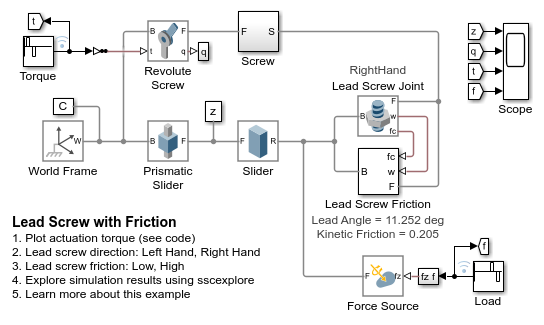 t
Torque
B
F
t
q
q
Revolute
Screw
F
S
Screw
z
q
t
f
Scope
RightHand
Lead Screw Joint
B
F
w
fc
C
W
World Frame
B
F
Prismatic
Slider
z
F
R
Slider
B
fc
w
F
Lead Screw Friction
Lead Angle = 11.252 deg
Kinetic Friction = 0.205
Lead Screw with Friction
1. Plot actuation torque (see code)
2. Lead screw direction: Left Hand, Right Hand
3. Lead screw friction: Low, High
4. Explore simulation results using sscexplore
5. Learn more about this example
F
fz
fz f
f
Force Source
Load